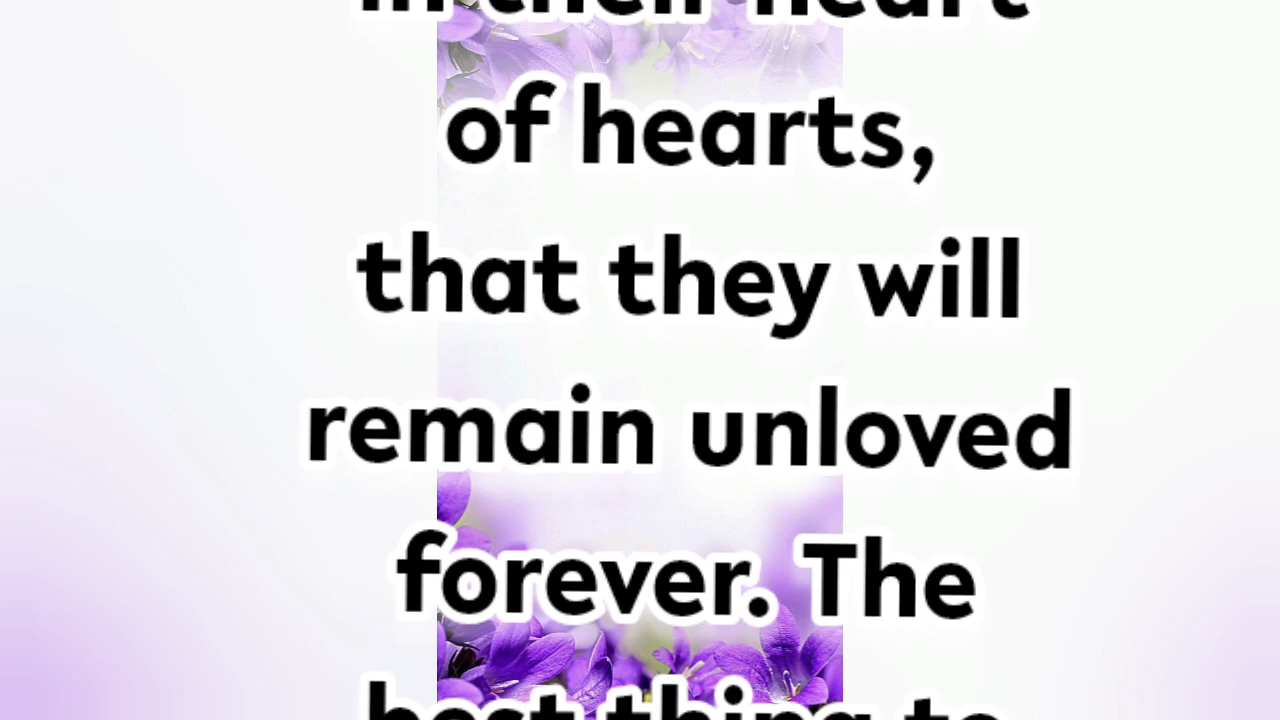 in their heart
of hearts,
that they will
remain unloved
forever. The
best thing to